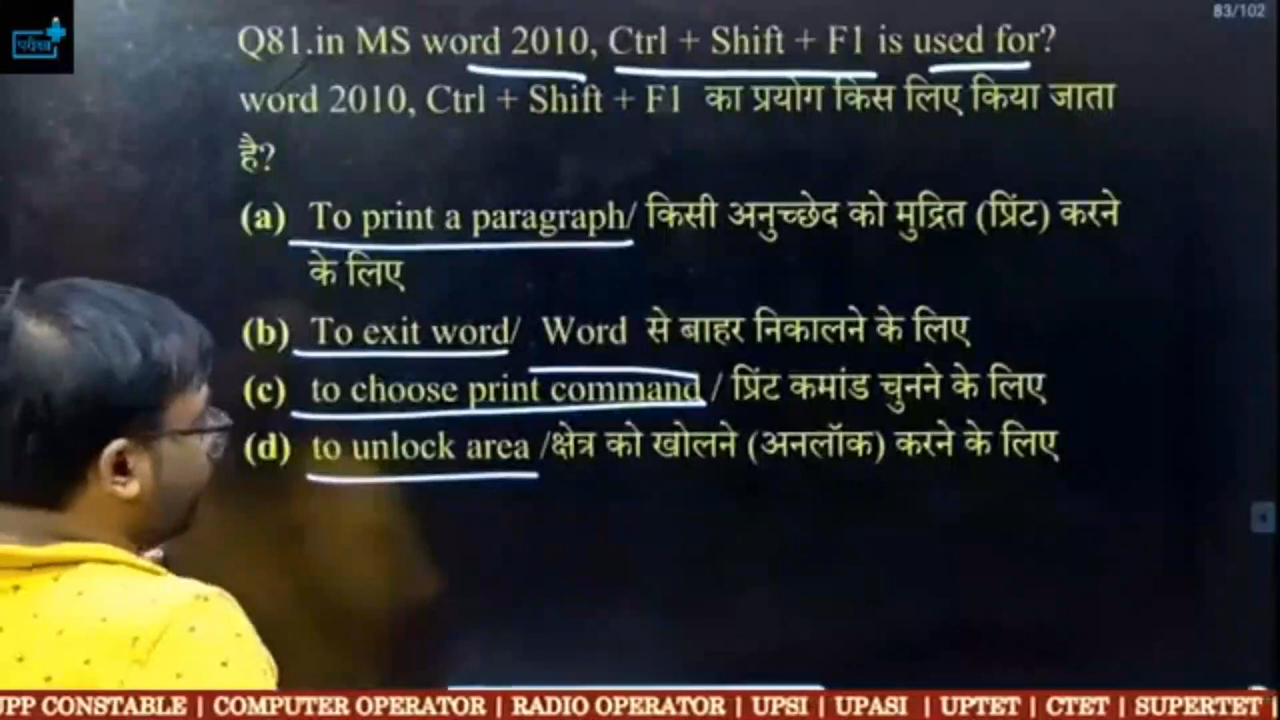 83/102
परीक्षा
Q81.in MS word 2010, Ctrl + Shift + F1 is used for?
word 2010, Ctrl + Shift + F1 का प्रयोग किस लिए किया जाता
है?
(a) To print a paragraph/ किसी अनुच्छेद को मुद्रित (प्रिंट) करने
के लिए
(b) To exit word/ Word से बाहर निकालने के लिए
(c) to choose print command / प्रिंट कमांड चुनने के लिए
(d) to unlock area /क्षेत्र को खोलने (अनलॉक) करने के लिए
UPP CONSTABLE | COMPUTER OPERATOR | RADIO OPERATOR | UPSI | UPASI | UPTET | CTET | SUPERTET |